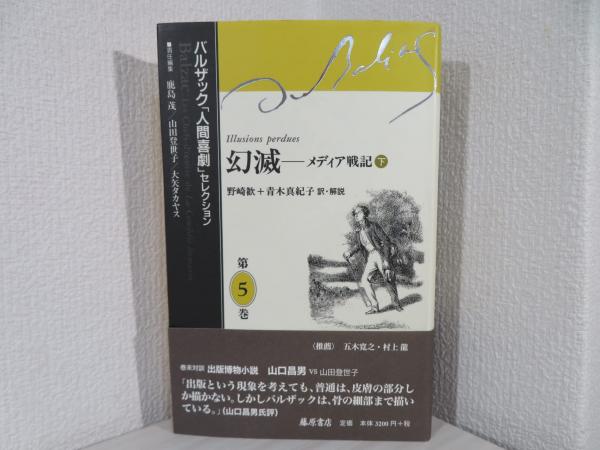 de Balzac
Illusions perdues
幻滅——メディア戦記 下
野崎歓+青木真紀子 訳・解説
第
5
巻
バルザック「人間喜劇」セレクション
■責任編集 鹿島 茂/山田登世子/大矢タカヤス
〈推薦〉 五木寛之・村上 龍
巻末対談 出版博物小説 山口昌男 VS 山田登世子
「出版という現象を考えても、普通は、皮膚の部分し
か描かない。しかしバルザックは、骨の細部まで描い
ている。」(山口昌男氏評)
藤原書店 定価 本体 3200 円+税